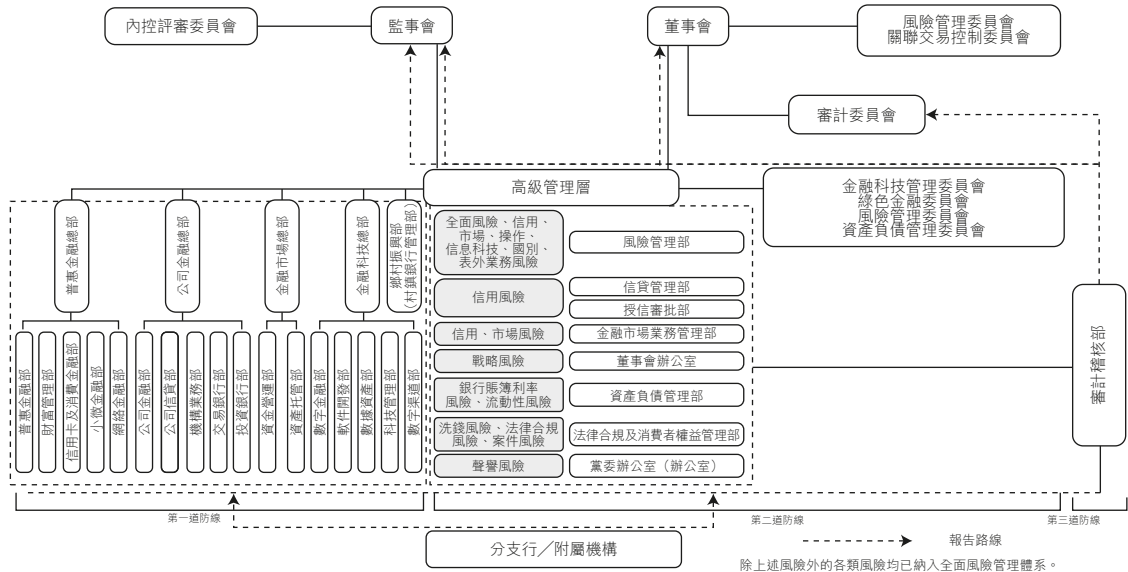 內控評審委員會
監事會
董事會
風險管理委員會
關聯交易控制委員會
審計委員會
高級管理層
金融科技管理委員會
綠色金融委員會
風險管理委員會
資產負債管理委員會
普惠金融總部
公司金融總部
金融市場總部
金融科技總部
鄉村振興部
(村鎮銀行管理部)
普惠金融部
財富管理部
信用卡及消費金融部
小微金融部
網絡金融部
公司金融部
公司信貸部
機構業務部
交易銀行部
投資銀行部
資金營運部
資產托管部
數字金融部
軟件開發部
數據資產部
科技管理部
數字渠道部
全面風險、信用、
市場、操作、
信息科技、國別、
表外業務風險
風險管理部
信用風險
信貸管理部
授信審批部
信用、市場風險
金融市場業務管理部
戰略風險
董事會辦公室
銀行賬簿利率
風險、流動性風險
資產負債管理部
洗錢風險、法律合規
風險、案件風險
法律合規及消費者權益管理部
聲譽風險
黨委辦公室（辦公室）
審計稽核部
第一道防線
第二道防線
第三道防線
分支行／附屬機構
報告路線
除上述風險外的各類風險均已納入全面風險管理體系。